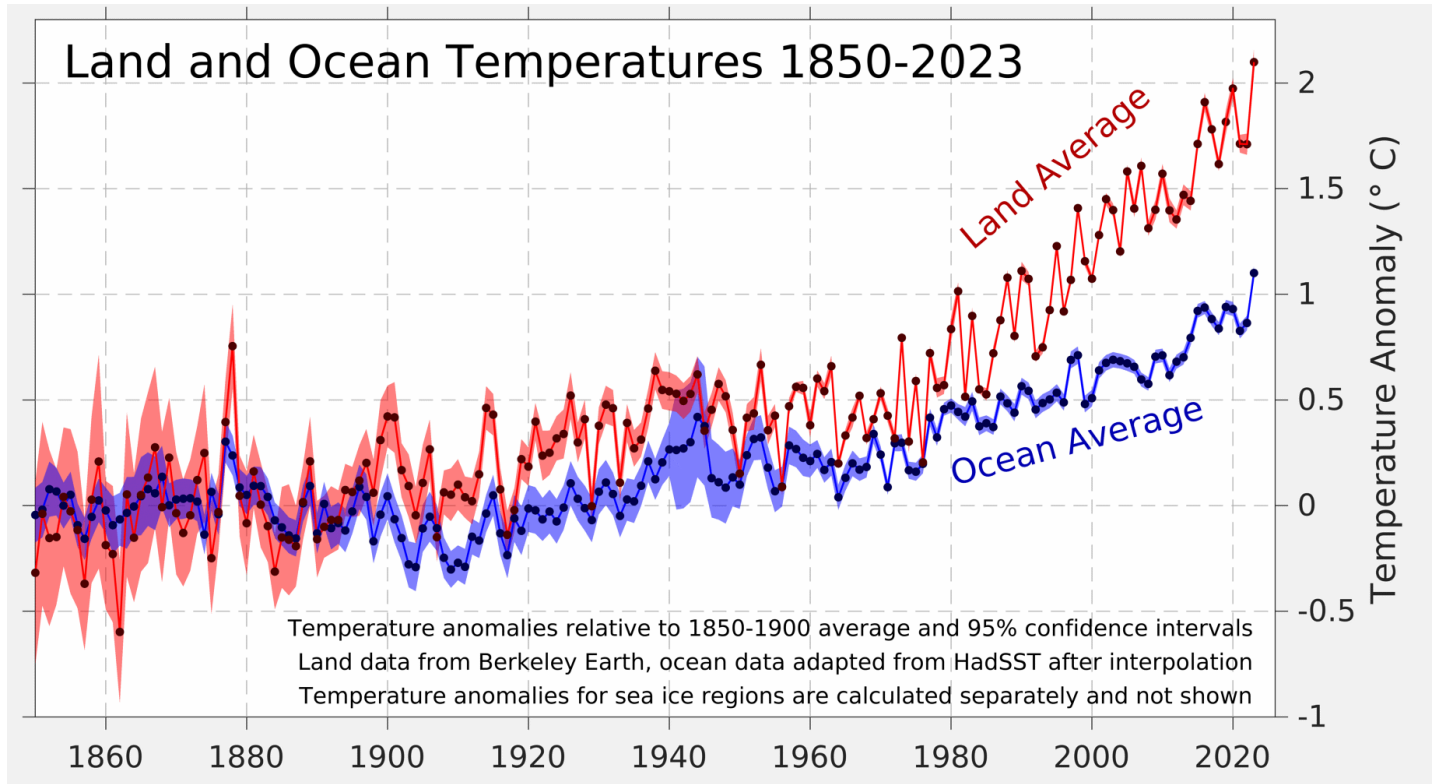 Land and Ocean Temperatures 1850-2023
2
Land Average
1.5
1
Temperature Anomaly (° C)
0.5
Ocean Average
0
-0.5
Temperature anomalies relative to 1850-1900 average and 95% confidence intervals
Land data from Berkeley Earth, ocean data adapted from HadSST after interpolation
Temperature anomalies for sea ice regions are calculated separately and not shown
-1
1860 1880 1900 1920 1940 1960 1980 2000 2020